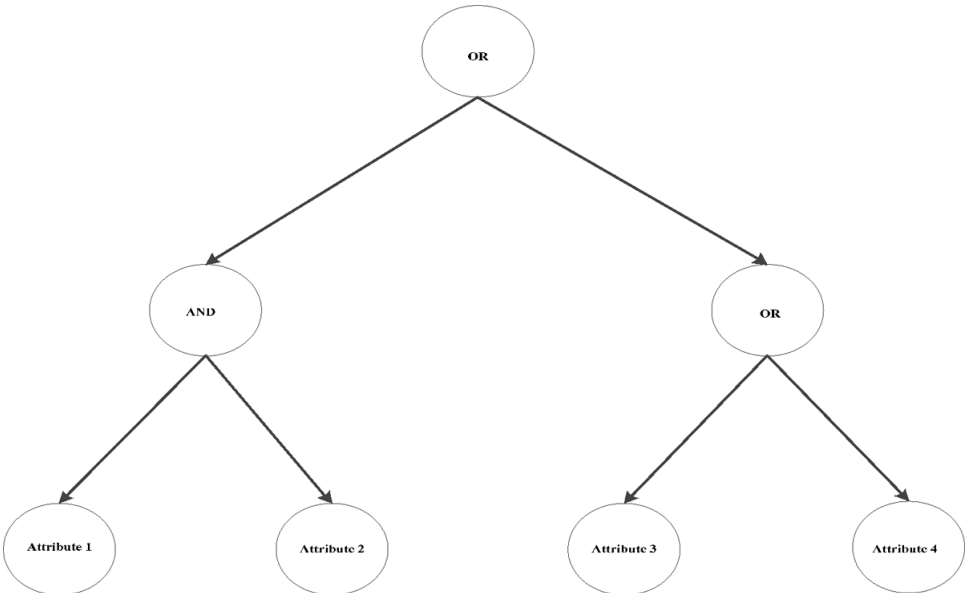 OR
AND
OR
Attribute 1
Attribute 2
Attribute 3
Attribute 4